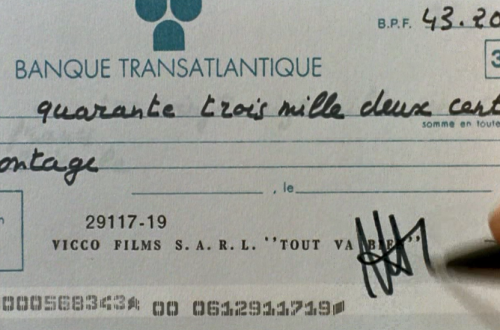 B.P.F. 43.20
BANQUE TRANSATLANTIQUE
quarante trois mille deux cent
somme en toute
ontage
, le
29117-19
VICCO FILMS S.A.R.L. "TOUT VA BIEN"
00 0612911719